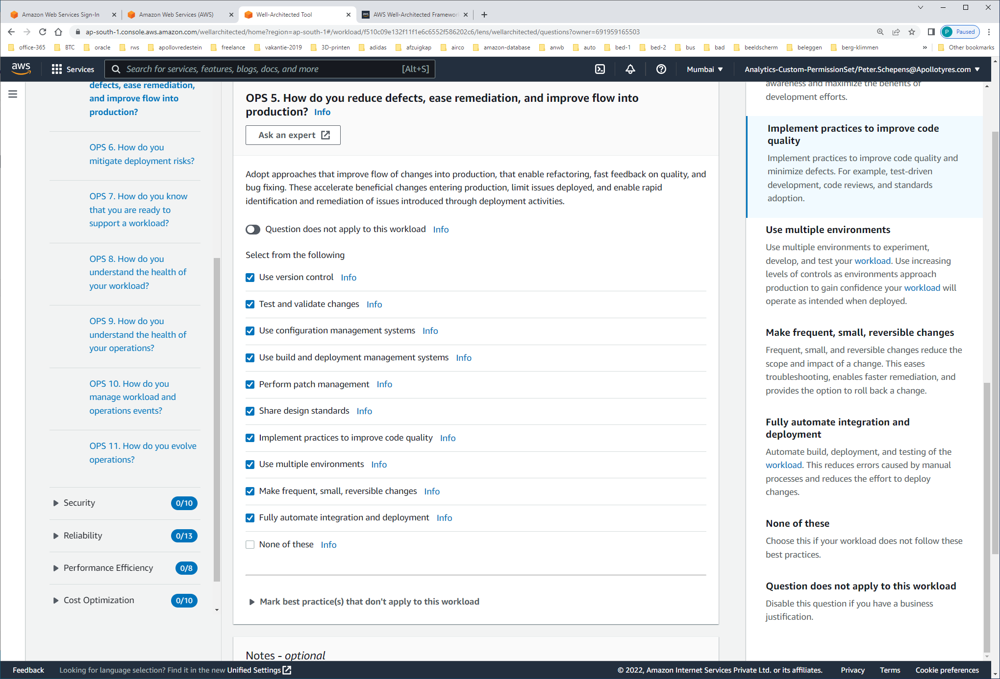 Amazon Web Services Sign-In
Amazon Web Services (AWS)
Well-Architected Tool
AWS Well-Architected Framewor
ap-south-1.console.aws.amazon.com/wellarchitected/home?region=ap-south-1#/workload/f510c09e132f11f1e6c6552f586202c6/lens/wellarchitected/questions?owner=691959165503
P Paused
office-365 BTC oracle rws apollovredestein freelance vakantie-2019 3D-printen adidas afzuigkap airco amazon-database anwb auto bed-1 bed-2 bus bad beeldscherm beleggen berg-klimmen » Other bookmarks
aws Services Search for services, features, blogs, docs, and more [Alt+S] Mumbai Analytics-Custom-PermissionSet/Peter.Schepens@Apollotyres.com
defects, ease remediation,
and improve flow into
production?
OPS 6. How do you
mitigate deployment risks?
OPS 7. How do you know
that you are ready to
support a workload?
OPS 8. How do you
understand the health of
your workload?
OPS 9. How do you
understand the health of
your operations?
OPS 10. How do you
manage workload and
operations events?
OPS 11. How do you evolve
operations?
Security 0/10
Reliability 0/13
Performance Efficiency 0/8
Cost Optimization 0/10
OPS 5. How do you reduce defects, ease remediation, and improve flow into
production? Info
Ask an expert
Adopt approaches that improve flow of changes into production, that enable refactoring, fast feedback on quality, and
bug fixing. These accelerate beneficial changes entering production, limit issues deployed, and enable rapid
identification and remediation of issues introduced through deployment activities.
Question does not apply to this workload Info
Select from the following
Use version control Info
Test and validate changes Info
Use configuration management systems Info
Use build and deployment management systems Info
Perform patch management Info
Share design standards Info
Implement practices to improve code quality Info
Use multiple environments Info
Make frequent, small, reversible changes Info
Fully automate integration and deployment Info
None of these Info
Mark best practice(s) that don't apply to this workload
Notes - optional
awareness and maximize the benefits of
development efforts.
Implement practices to improve code
quality
Implement practices to improve code quality and
minimize defects. For example, test-driven
development, code reviews, and standards
adoption.
Use multiple environments
Use multiple environments to experiment,
develop, and test your workload. Use increasing
levels of controls as environments approach
production to gain confidence your workload will
operate as intended when deployed.
Make frequent, small, reversible changes
Frequent, small, and reversible changes reduce the
scope and impact of a change. This eases
troubleshooting, enables faster remediation, and
provides the option to roll back a change.
Fully automate integration and
deployment
Automate build, deployment, and testing of the
workload. This reduces errors caused by manual
processes and reduces the effort to deploy
changes.
None of these
Choose this if your workload does not follow these
best practices.
Question does not apply to this workload
Disable this question if you have a business
justification.
Feedback Looking for language selection? Find it in the new Unified Settings © 2022, Amazon Internet Services Private Ltd. or its affiliates. Privacy Terms Cookie preferences